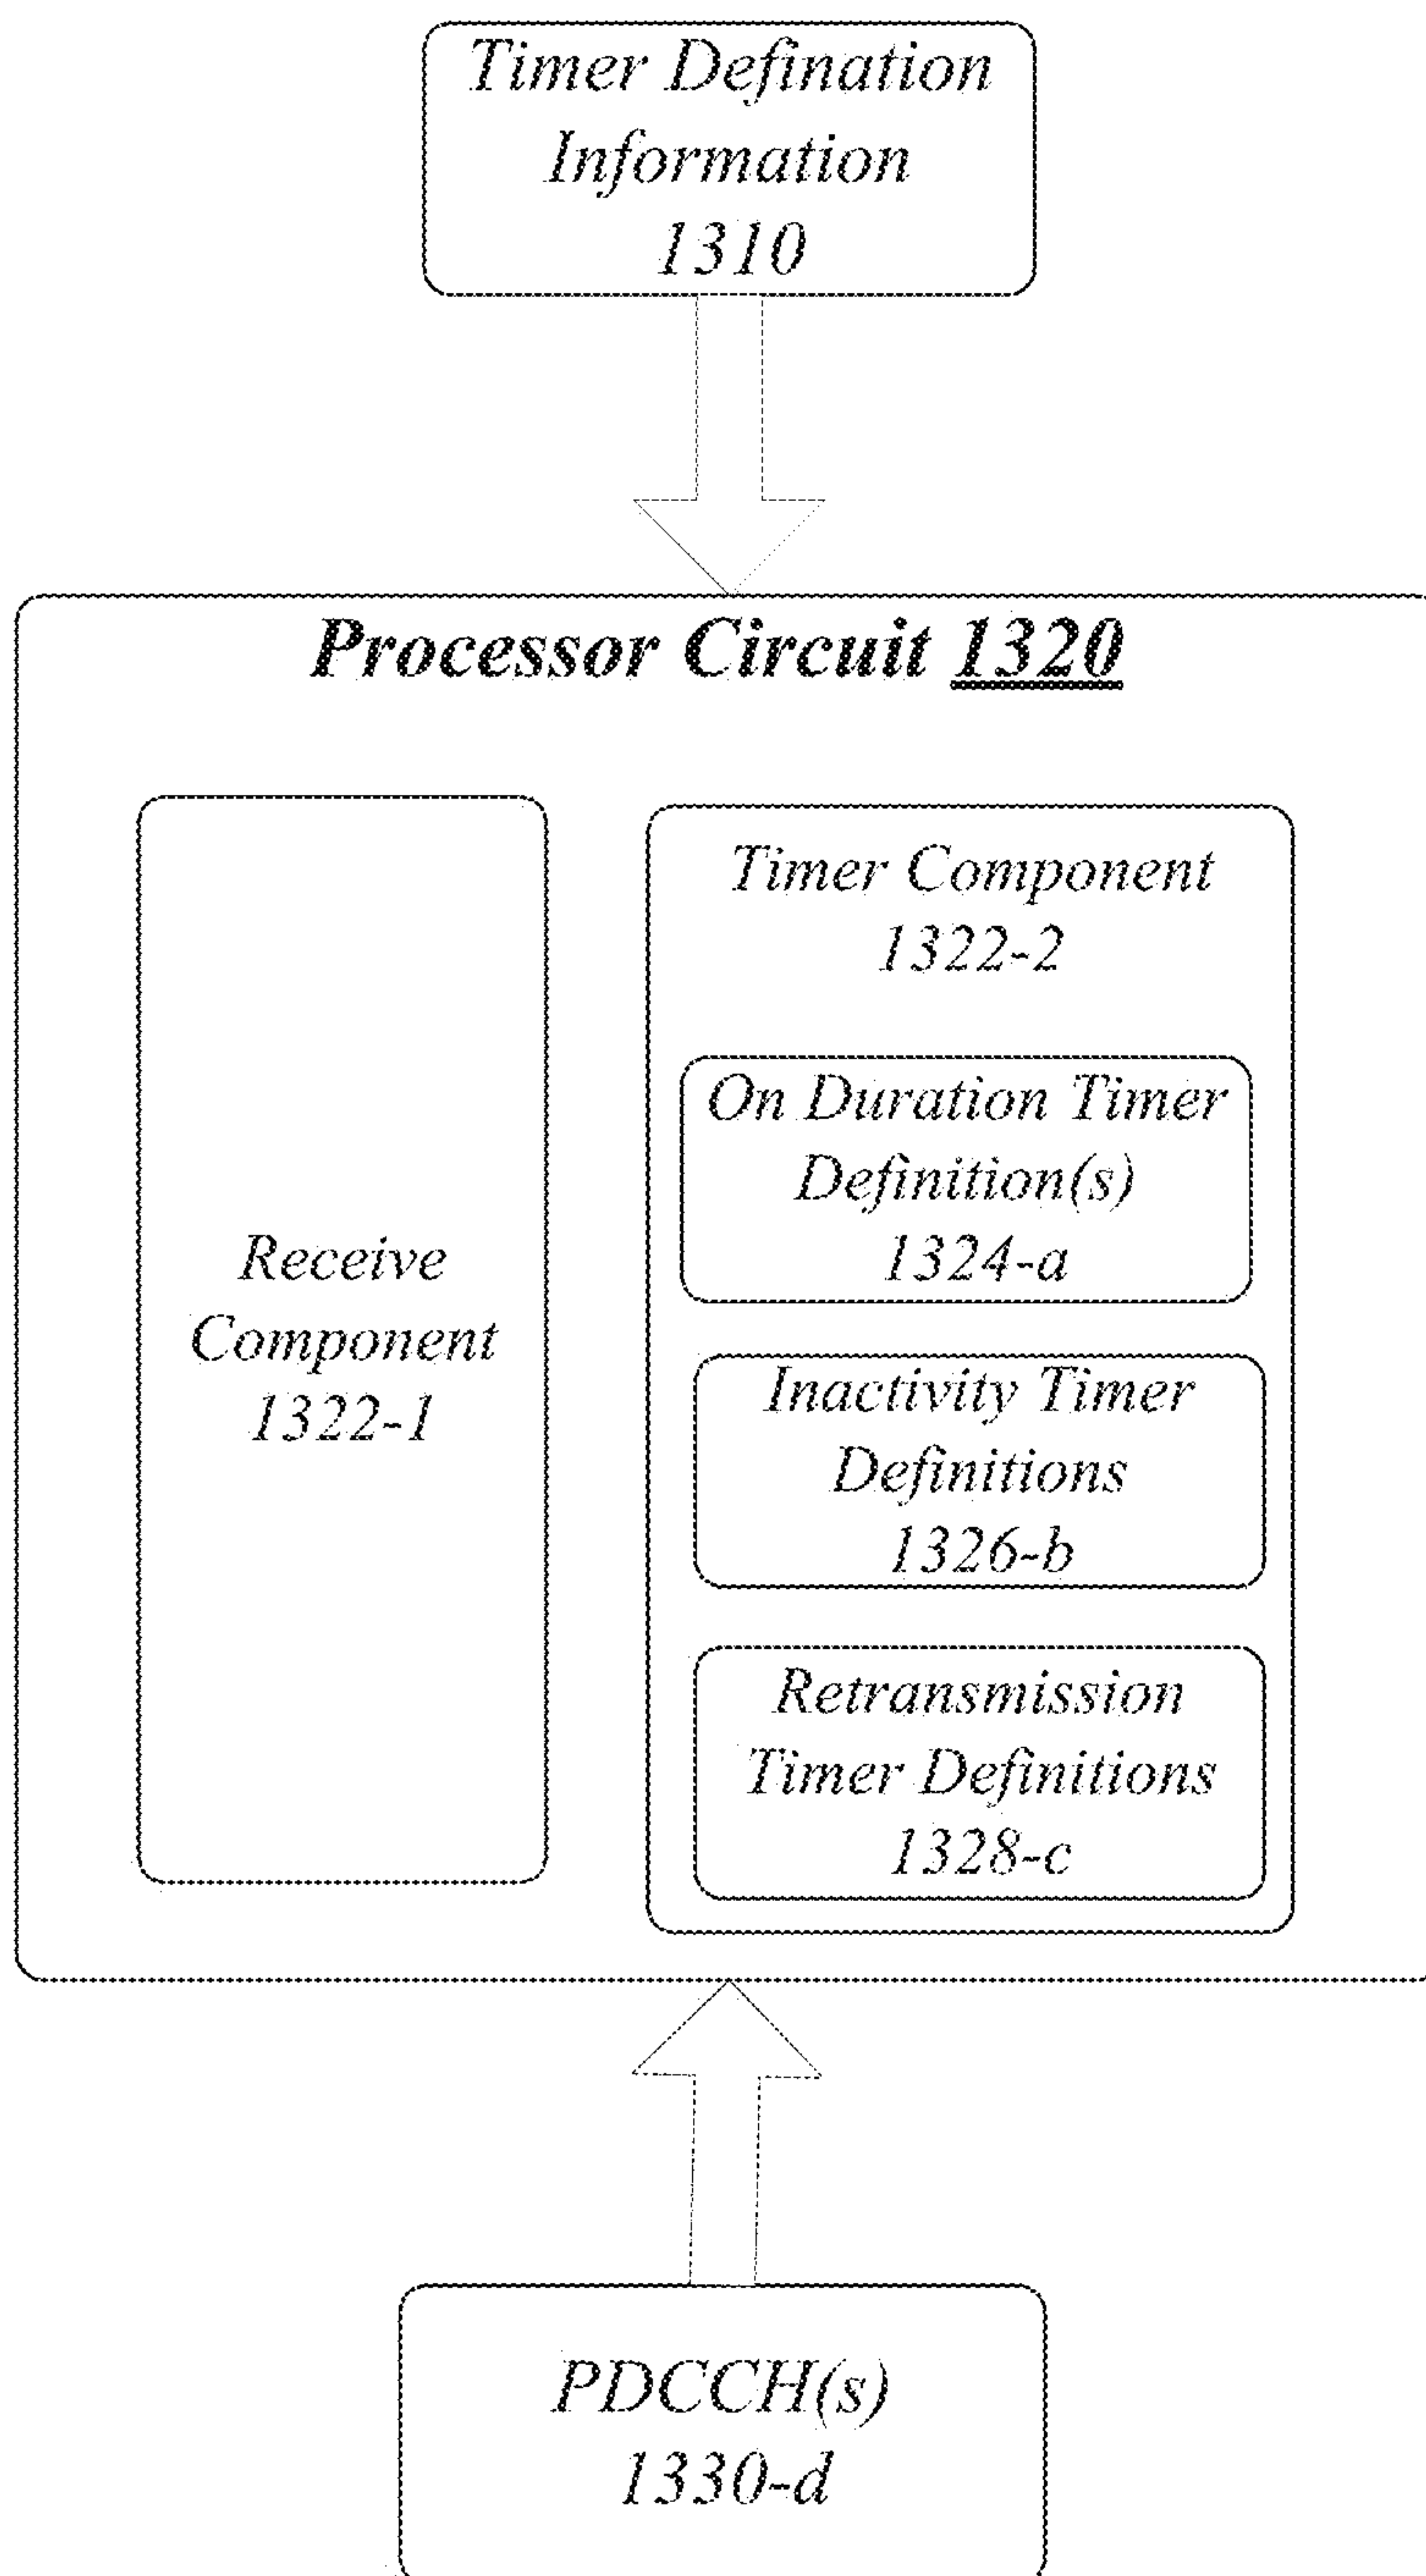 Timer Defination
Information
1310
Processor Circuit 1320
Receive
Component
1322-1
Timer Component
1322-2
On Duration Timer
Definition(s)
1324-a
Inactivity Timer
Definitions
1326-b
Retransmission
Timer Definitions
1328-c
PDCCH(s)
1330-d